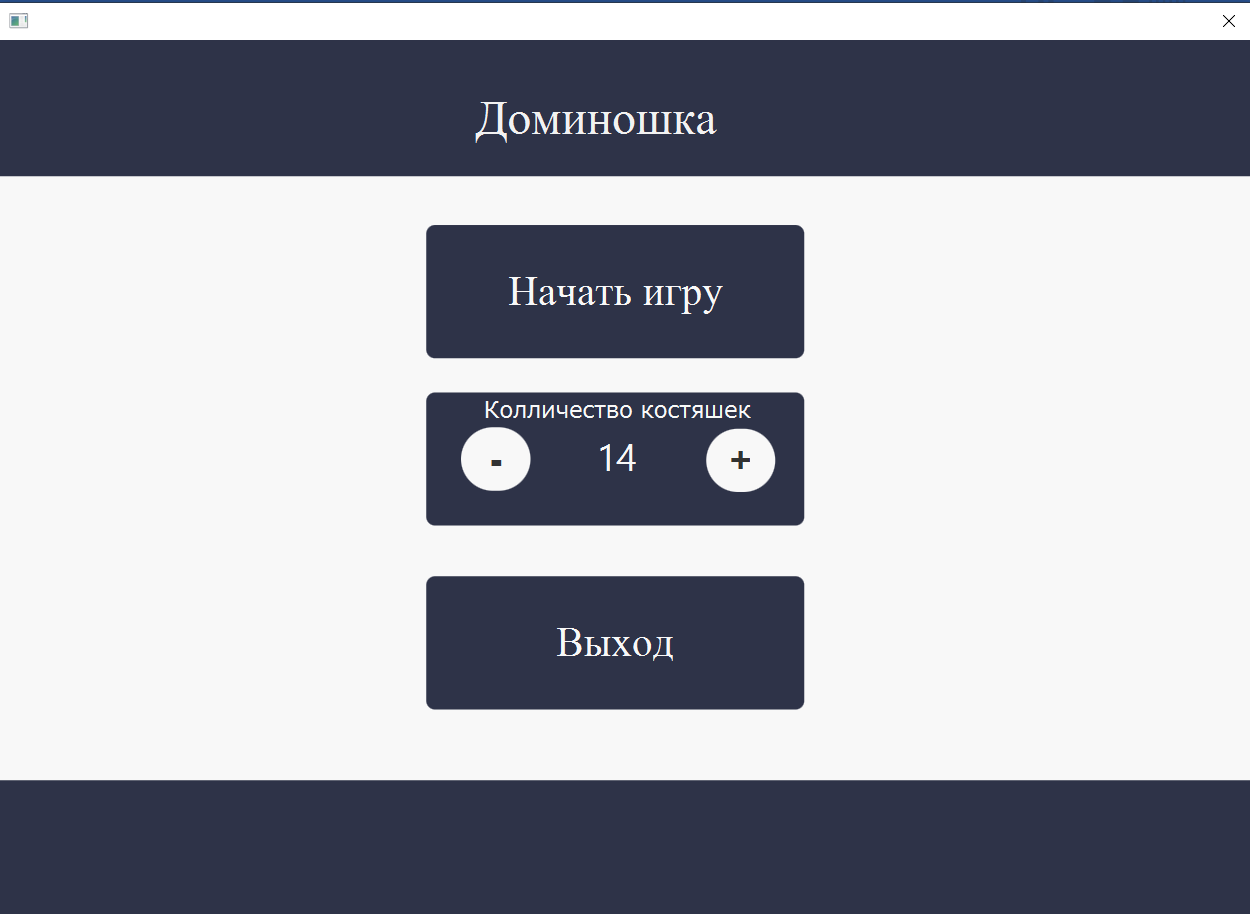 Доминошка
Начать игру
Колличество костяшек
- 14 +
Выход